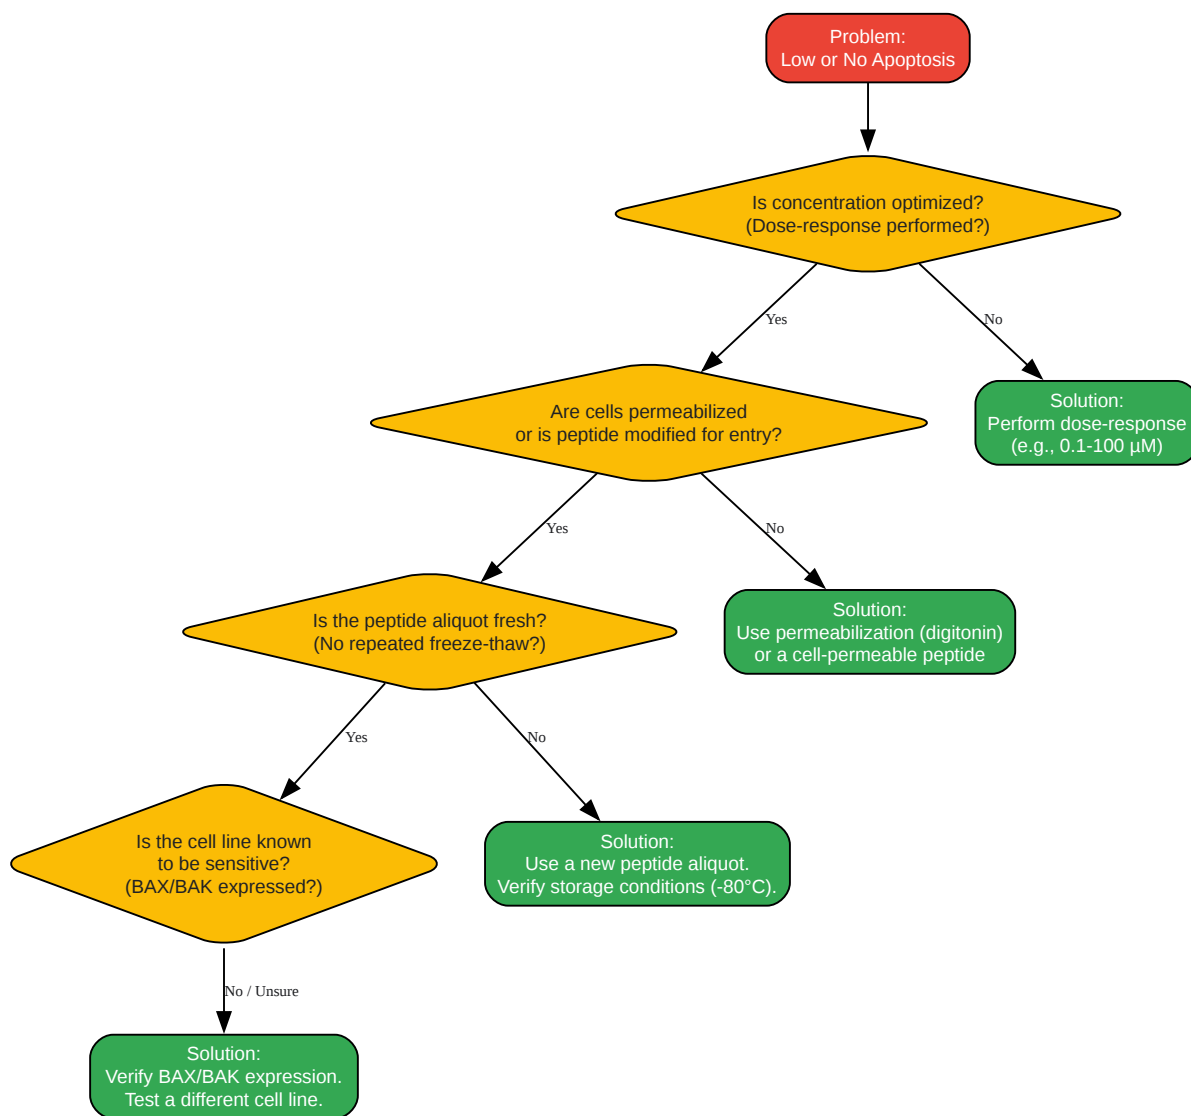 Problem:
Low or No Apoptosis
Is concentration optimized?
(Dose-response performed?)
Yes
No
Are cells permeabilized
or is peptide modified for entry?
Solution:
Perform dose-response
(e.g., 0.1-100 µM)
Yes
No
Is the peptide aliquot fresh?
(No repeated freeze-thaw?)
Solution:
Use permeabilization (digitonin)
or a cell-permeable peptide
Yes
No
Is the cell line known
to be sensitive?
(BAX/BAK expressed?)
Solution:
Use a new peptide aliquot.
Verify storage conditions (-80°C).
No / Unsure
Solution:
Verify BAX/BAK expression.
Test a different cell line.